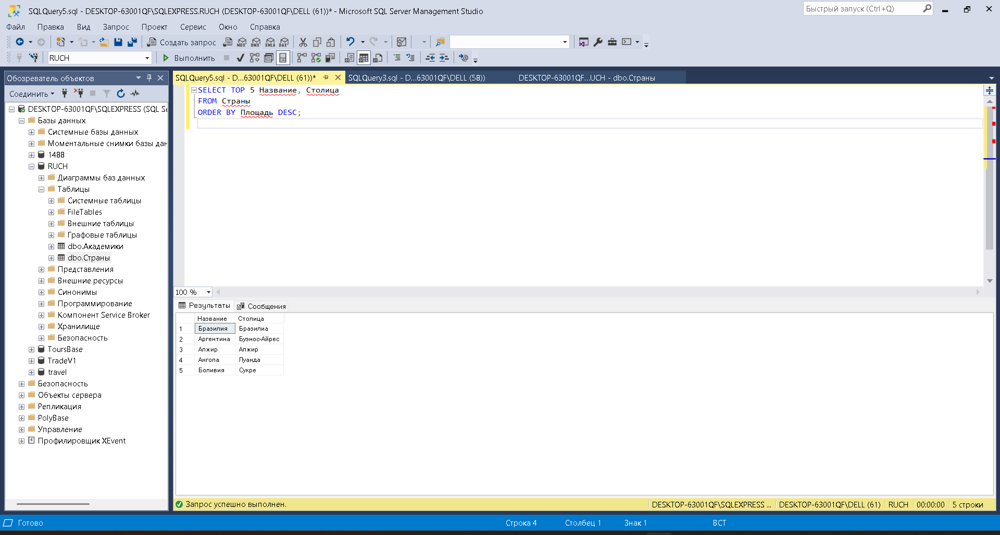 SQLQuery5.sql - DESKTOP-63001QF\SQLEXPRESS.RUCH (DESKTOP-63001QF\DELL (61))* - Microsoft SQL Server Management Studio
Быстрый запуск (Ctrl+Q)
Файл Правка Вид Запрос Проект Сервис Окно Справка
Создать запрос MDX DMX XMLA DAX
RUCH Выполнить
Обозреватель объектов
SQLQuery5.sql - D...63001QF\DELL (61))* SQLQuery3.sql - D...63001QF\DELL (58)) DESKTOP-63001QF...UCH - dbo.Страны
Соединить
DESKTOP-63001QF\SQLEXPRESS (SQL Se
Базы данных
Системные базы данных
Моментальные снимки базы дан
1488
RUCH
Диаграммы баз данных
Таблицы
Системные таблицы
FileTables
Внешние таблицы
Графовые таблицы
dbo.Академики
dbo.Страны
Представления
Внешние ресурсы
Синонимы
Программирование
Компонент Service Broker
Хранилище
Безопасность
ToursBase
TradeV1
travel
Безопасность
Объекты сервера
Репликация
PolyBase
Управление
Профилировщик XEvent
SELECT TOP 5 Название, Столица
FROM Страны
ORDER BY Площадь DESC;
100 %
Результаты Сообщения
Название Столица
1 Бразилия Бразилиа
2 Аргентина Буэнос-Айрес
3 Алжир Алжир
4 Ангола Луанда
5 Боливия Сукре
Запрос успешно выполнен. DESKTOP-63001QF\SQLEXPRESS ... DESKTOP-63001QF\DELL (61) RUCH 00:00:00 5 строки
Готово Строка 4 Столбец 1 Знак 1 ВСТ